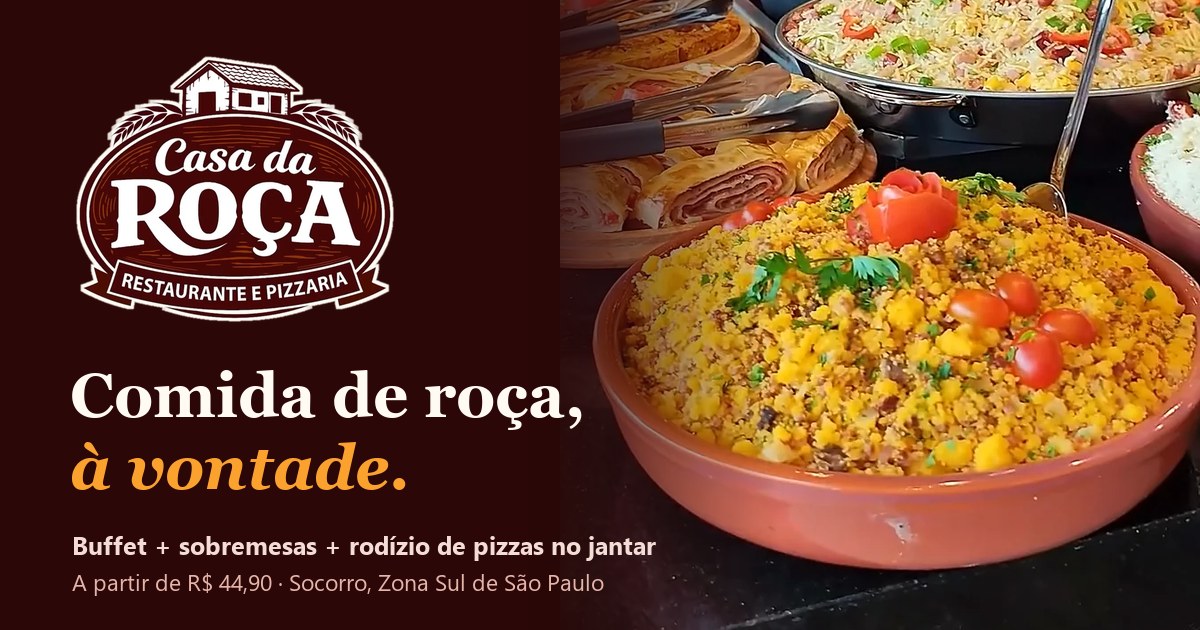 Casa da
ROÇA
RESTAURANTE E PIZZARIA
Comida de roça,
à vontade.
Buffet + sobremesas + rodízio de pizzas no jantar
A partir de R$ 44,90 · Socorro, Zona Sul de São Paulo